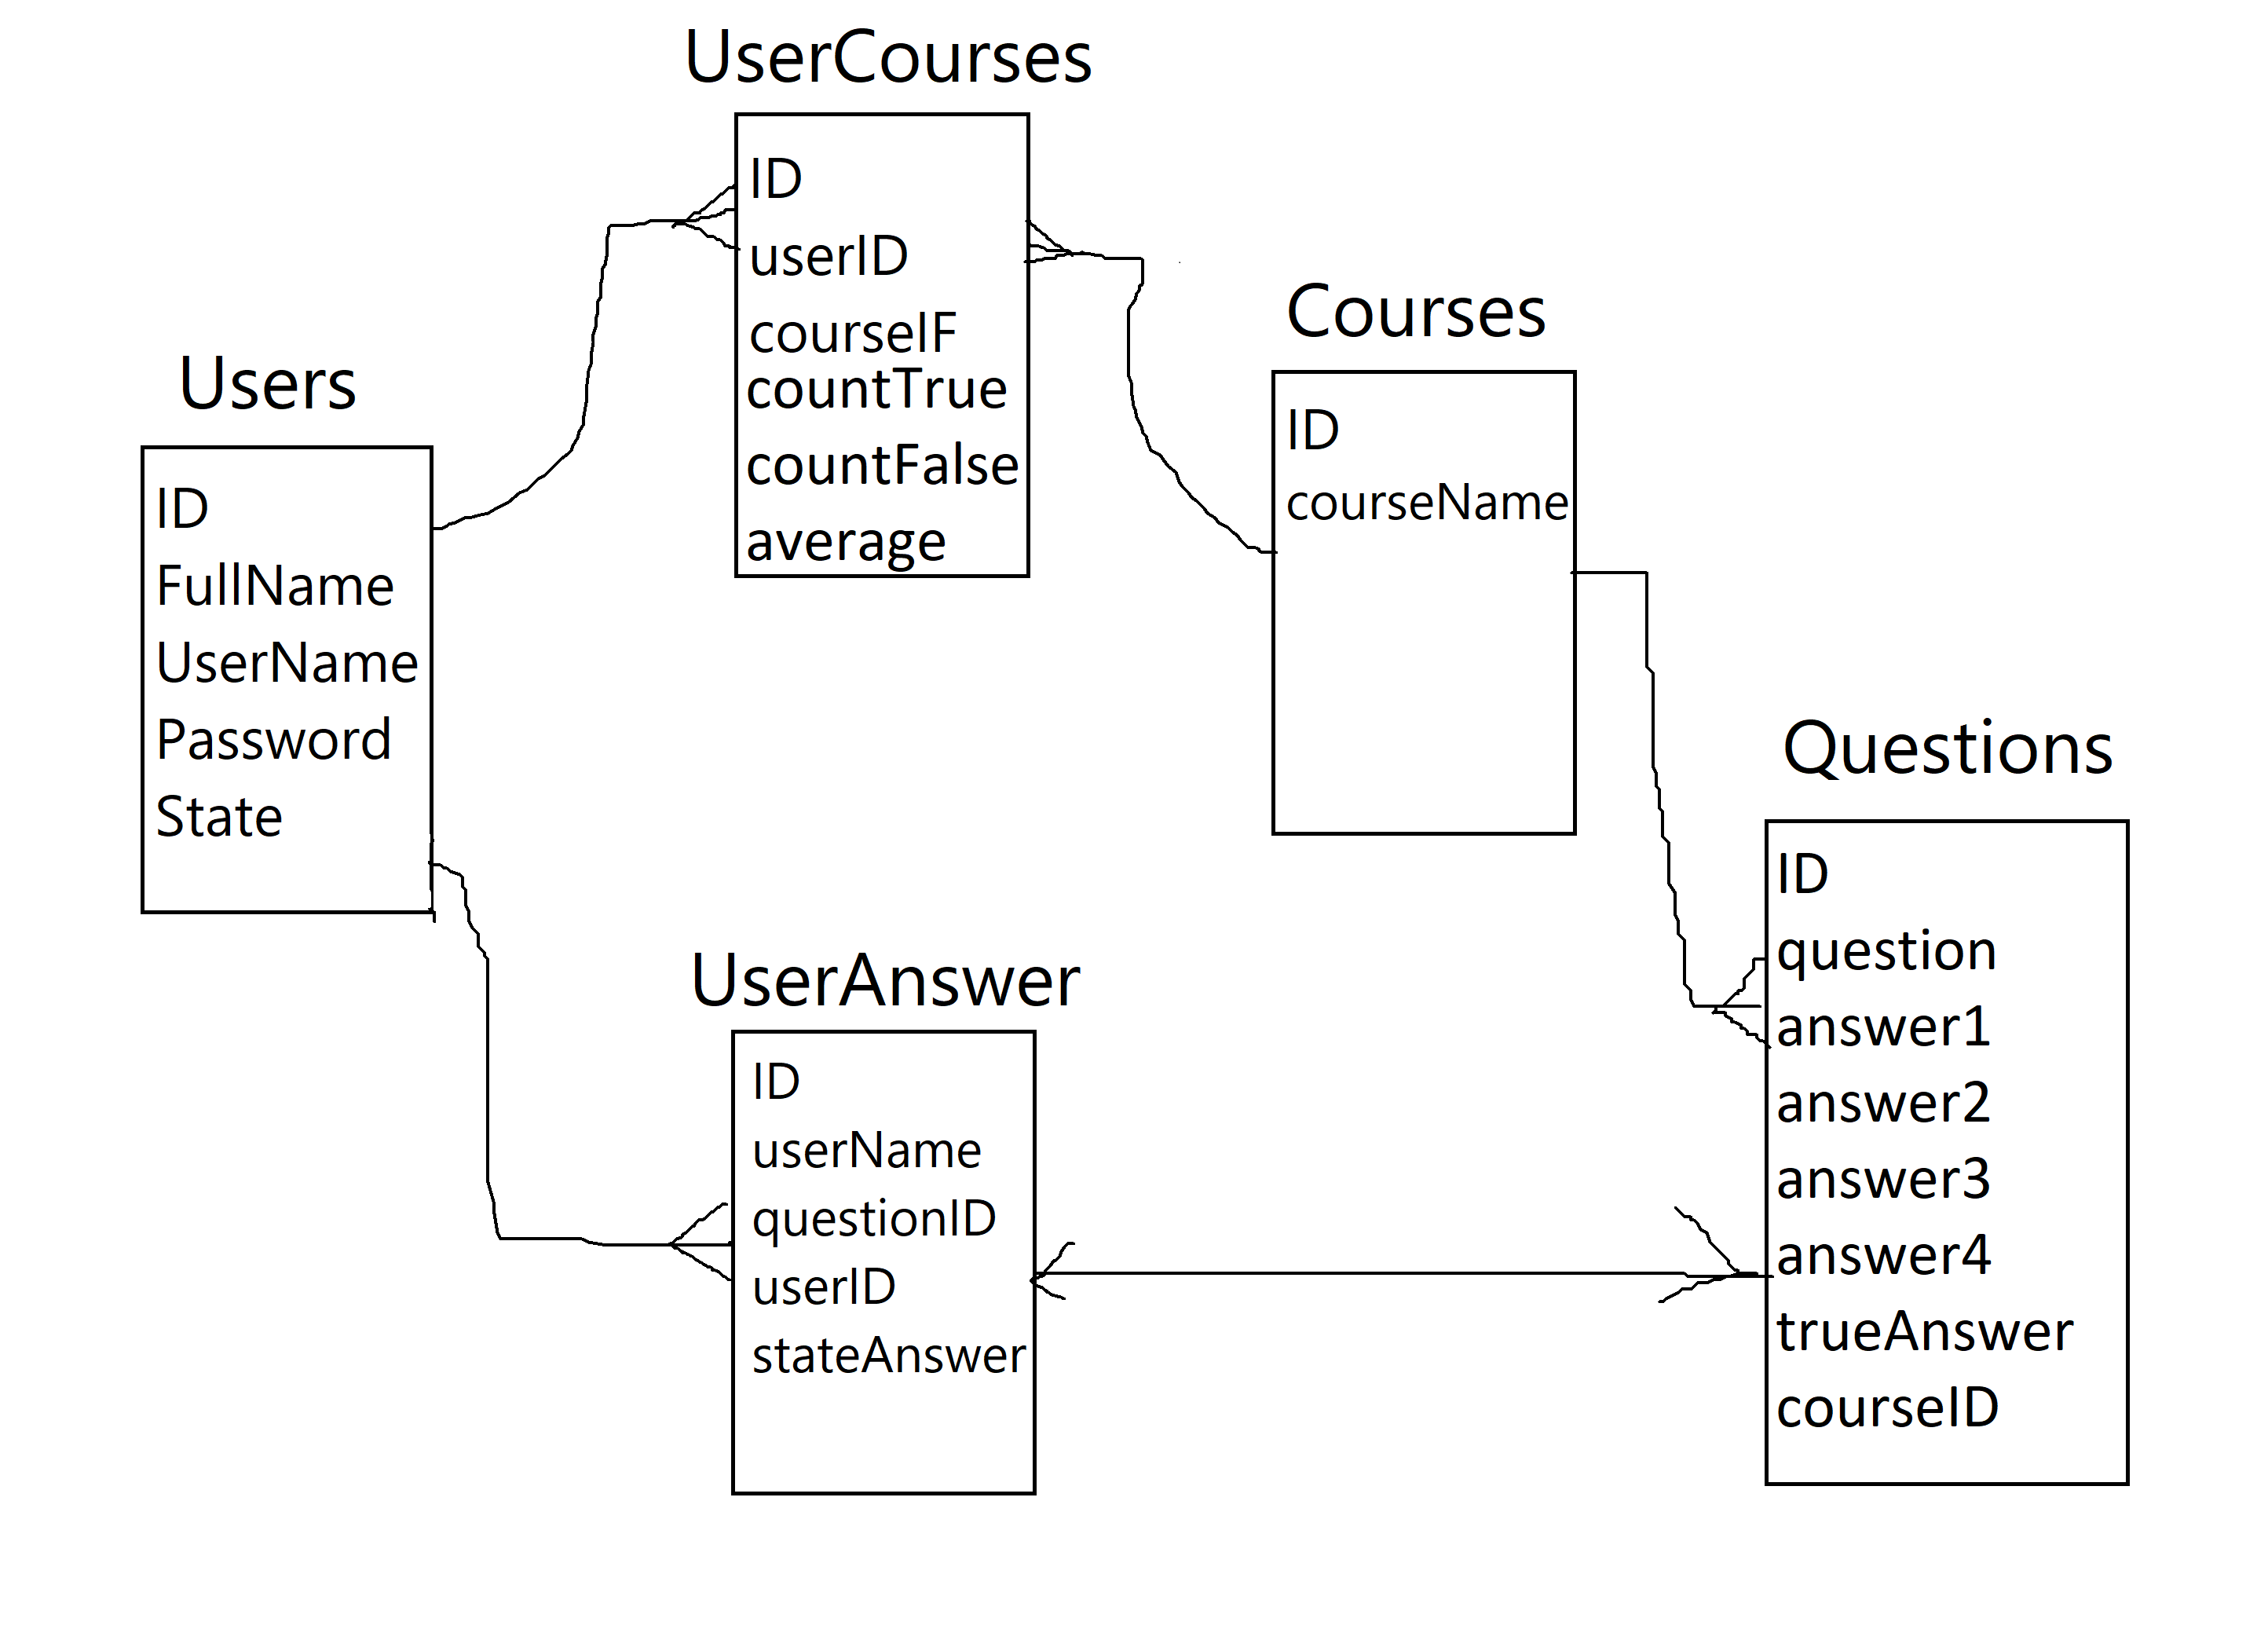 UserCourses
ID
userID
courseIF
countTrue
countFalse
average
Users
ID
FullName
UserName
Password
State
Courses
ID
courseName
UserAnswer
ID
userName
questionID
userID
stateAnswer
Questions
ID
question
answer1
answer2
answer3
answer4
trueAnswer
courseID